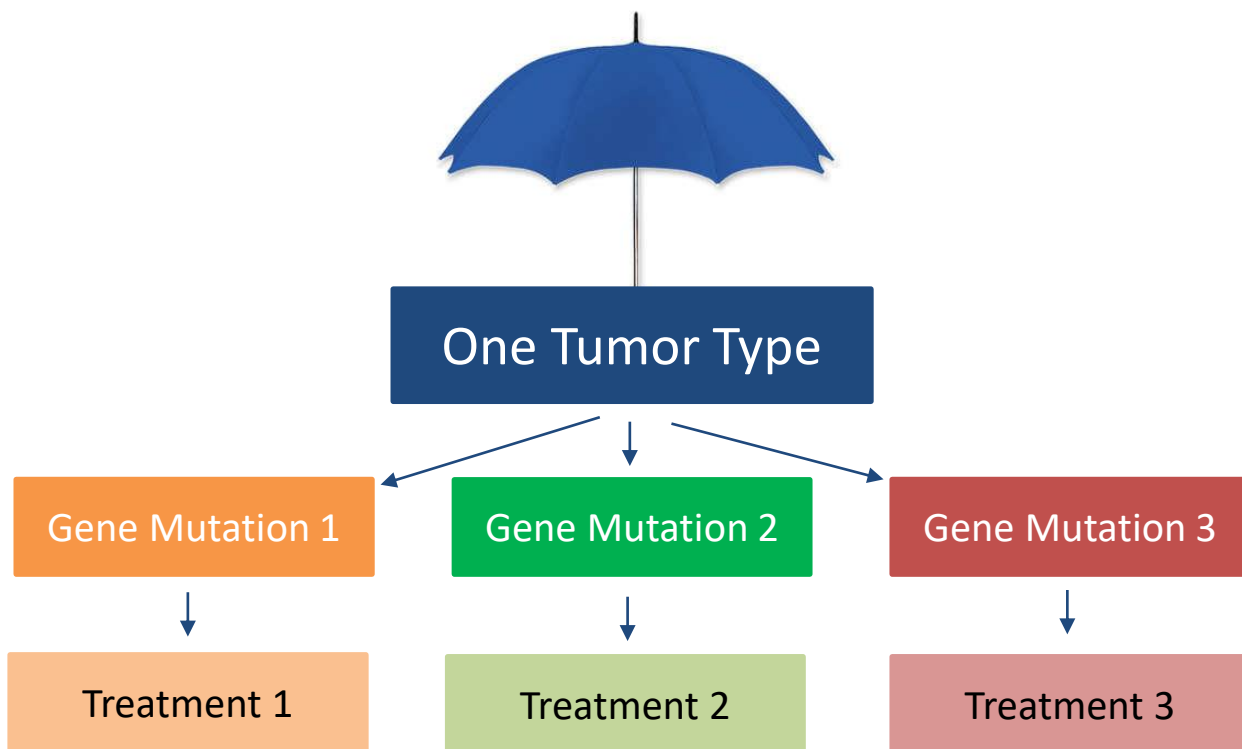 One Tumor Type
Gene Mutation 1
Gene Mutation 2
Gene Mutation 3
Treatment 1
Treatment 2
Treatment 3